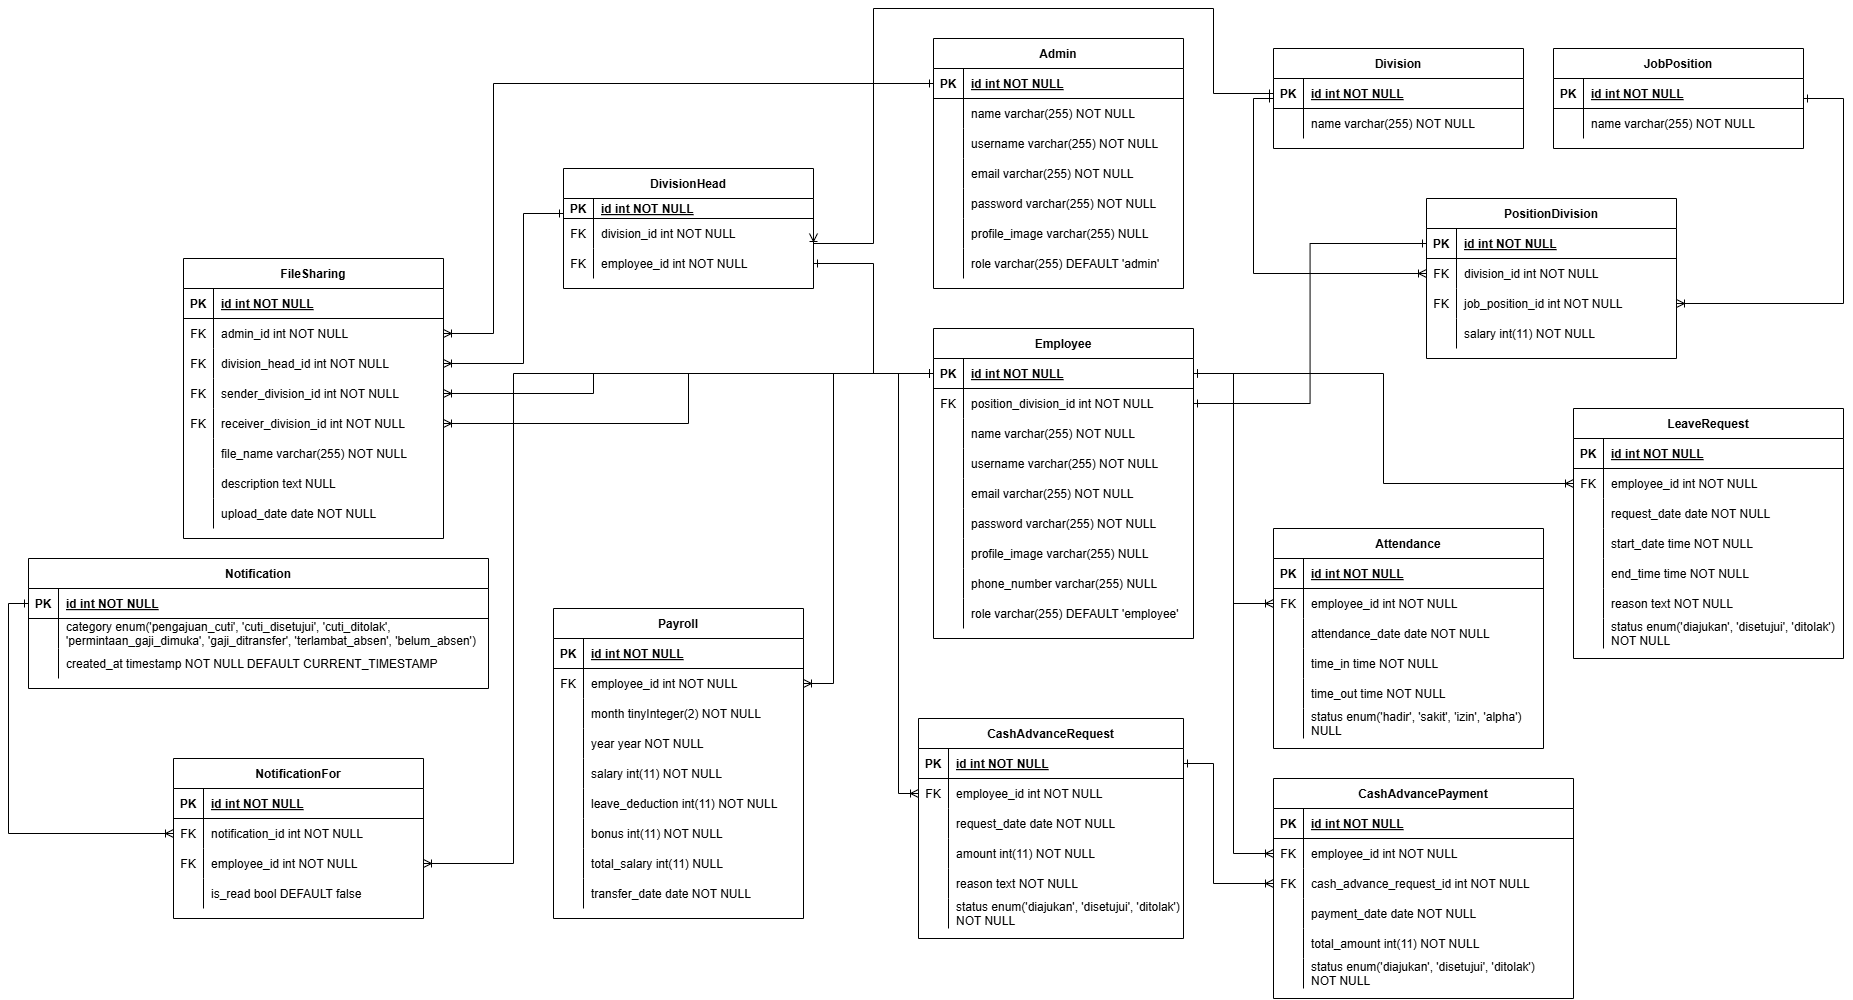 Admin
PK id int NOT NULL
name varchar(255) NOT NULL
username varchar(255) NOT NULL
email varchar(255) NOT NULL
password varchar(255) NOT NULL
profile_image varchar(255) NULL
role varchar(255) DEFAULT 'admin'
Division
PK id int NOT NULL
name varchar(255) NOT NULL
JobPosition
PK id int NOT NULL
name varchar(255) NOT NULL
DivisionHead
PK id int NOT NULL
FK division_id int NOT NULL
FK employee_id int NOT NULL
PositionDivision
PK id int NOT NULL
FK division_id int NOT NULL
FK job_position_id int NOT NULL
salary int(11) NOT NULL
FileSharing
PK id int NOT NULL
FK admin_id int NOT NULL
FK division_head_id int NOT NULL
FK sender_division_id int NOT NULL
FK receiver_division_id int NOT NULL
file_name varchar(255) NOT NULL
description text NULL
upload_date date NOT NULL
Employee
PK id int NOT NULL
FK position_division_id int NOT NULL
name varchar(255) NOT NULL
username varchar(255) NOT NULL
email varchar(255) NOT NULL
password varchar(255) NOT NULL
profile_image varchar(255) NULL
phone_number varchar(255) NULL
role varchar(255) DEFAULT 'employee'
LeaveRequest
PK id int NOT NULL
FK employee_id int NOT NULL
request_date date NOT NULL
start_date time NOT NULL
end_time time NOT NULL
reason text NOT NULL
status enum('diajukan', 'disetujui', 'ditolak')
NOT NULL
Notification
PK id int NOT NULL
category enum('pengajuan_cuti', 'cuti_disetujui', 'cuti_ditolak',
'permintaan_gaji_dimuka', 'gaji_ditransfer', 'terlambat_absen', 'belum_absen')
created_at timestamp NOT NULL DEFAULT CURRENT_TIMESTAMP
Attendance
PK id int NOT NULL
FK employee_id int NOT NULL
attendance_date date NOT NULL
time_in time NOT NULL
time_out time NOT NULL
status enum('hadir', 'sakit', 'izin', 'alpha')
NULL
Payroll
PK id int NOT NULL
FK employee_id int NOT NULL
month tinyInteger(2) NOT NULL
year year NOT NULL
salary int(11) NOT NULL
leave_deduction int(11) NOT NULL
bonus int(11) NOT NULL
total_salary int(11) NULL
transfer_date date NOT NULL
NotificationFor
PK id int NOT NULL
FK notification_id int NOT NULL
FK employee_id int NOT NULL
is_read bool DEFAULT false
CashAdvanceRequest
PK id int NOT NULL
FK employee_id int NOT NULL
request_date date NOT NULL
amount int(11) NOT NULL
reason text NOT NULL
status enum('diajukan', 'disetujui', 'ditolak')
NOT NULL
CashAdvancePayment
PK id int NOT NULL
FK employee_id int NOT NULL
FK cash_advance_request_id int NOT NULL
payment_date date NOT NULL
total_amount int(11) NOT NULL
status enum('diajukan', 'disetujui', 'ditolak')
NOT NULL